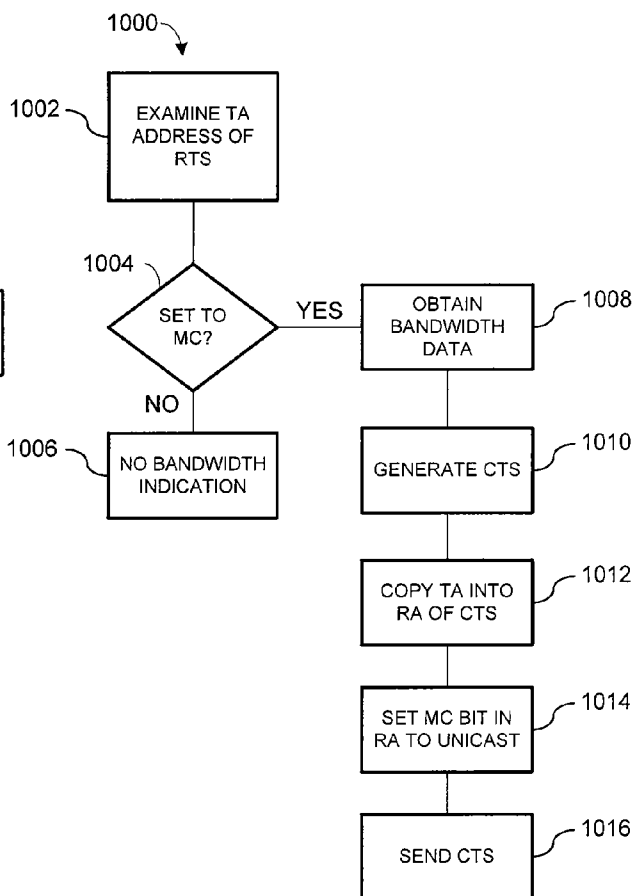 1000
1002
EXAMINE TA
ADDRESS OF
RTS
1004
SET TO
MC?
YES
NO
1006
NO BANDWIDTH
INDICATION
OBTAIN
BANDWIDTH
DATA
1008
GENERATE CTS
1010
COPY TA INTO
RA OF CTS
1012
SET MC BIT IN
RA TO UNICAST
1014
SEND CTS
1016